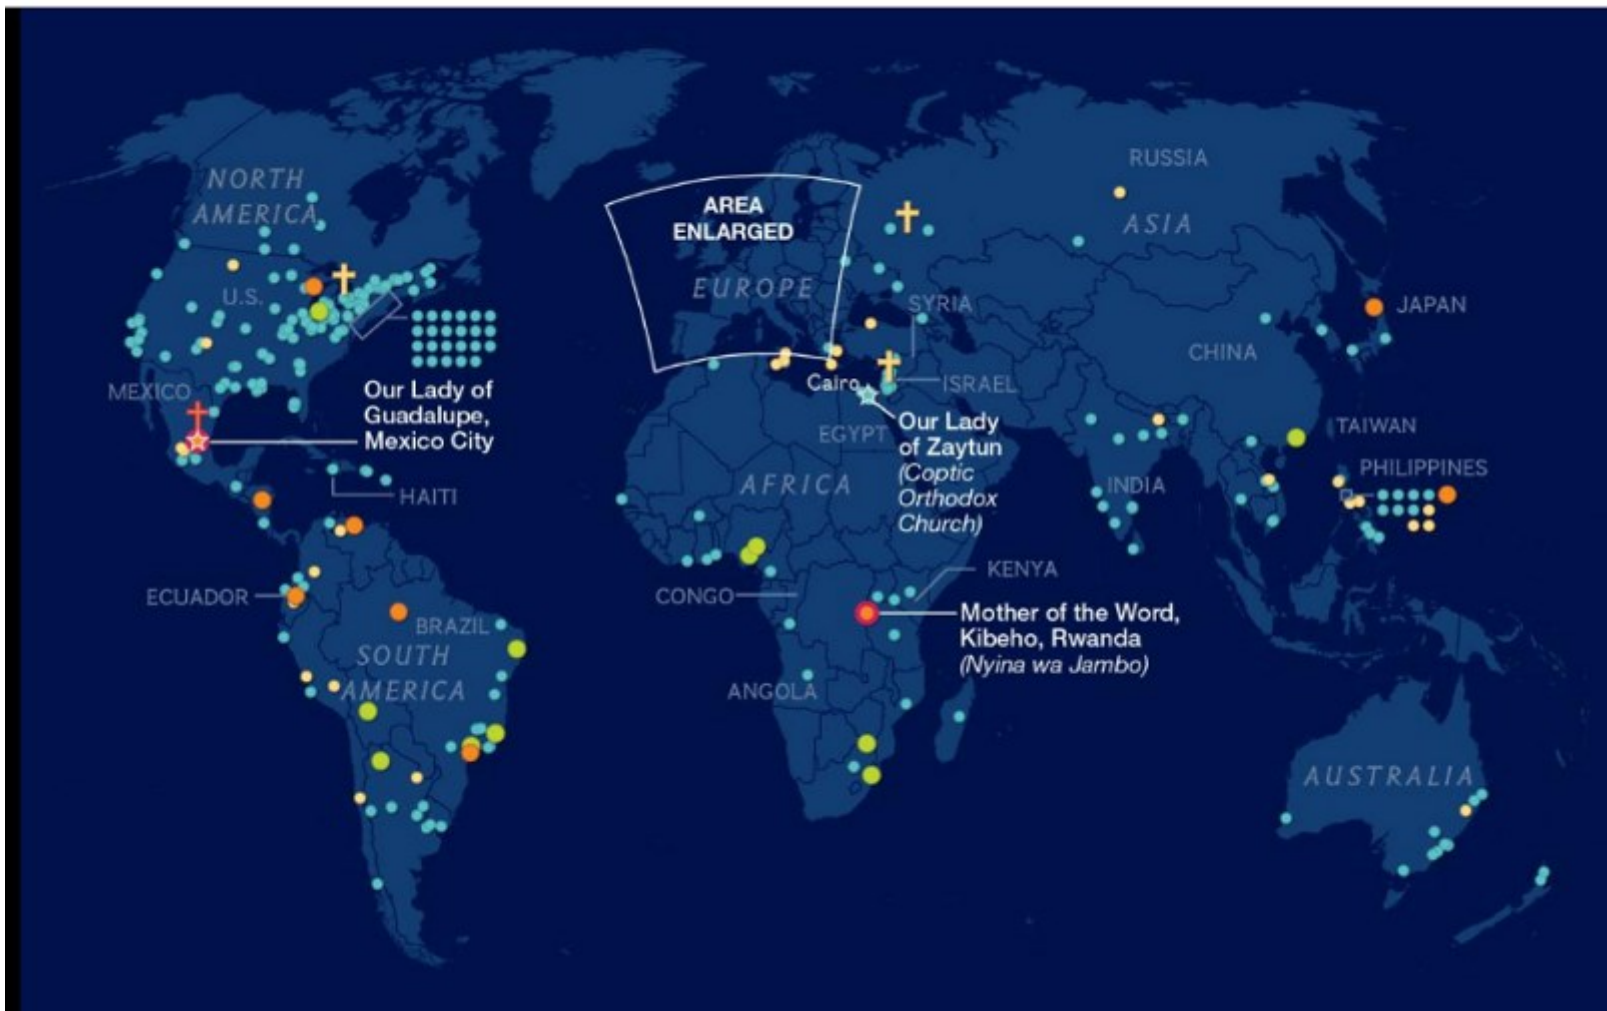 NORTH
AMERICA
U.S.
MEXICO
Our Lady of
Guadalupe,
Mexico City
HAITI
ECUADOR
BRAZIL
SOUTH
AMERICA
AREA
ENLARGED
EUROPE
RUSSIA
ASIA
SYRIA
JAPAN
CHINA
ISRAEL
Cairo
EGYPT
Our Lady
of Zaytun
(Coptic
Orthodox
Church)
AFRICA
INDIA
TAIWAN
PHILIPPINES
CONGO
KENYA
Mother of the Word,
Kibeho, Rwanda
(Nyina wa Jambo)
ANGOLA
AUSTRALIA